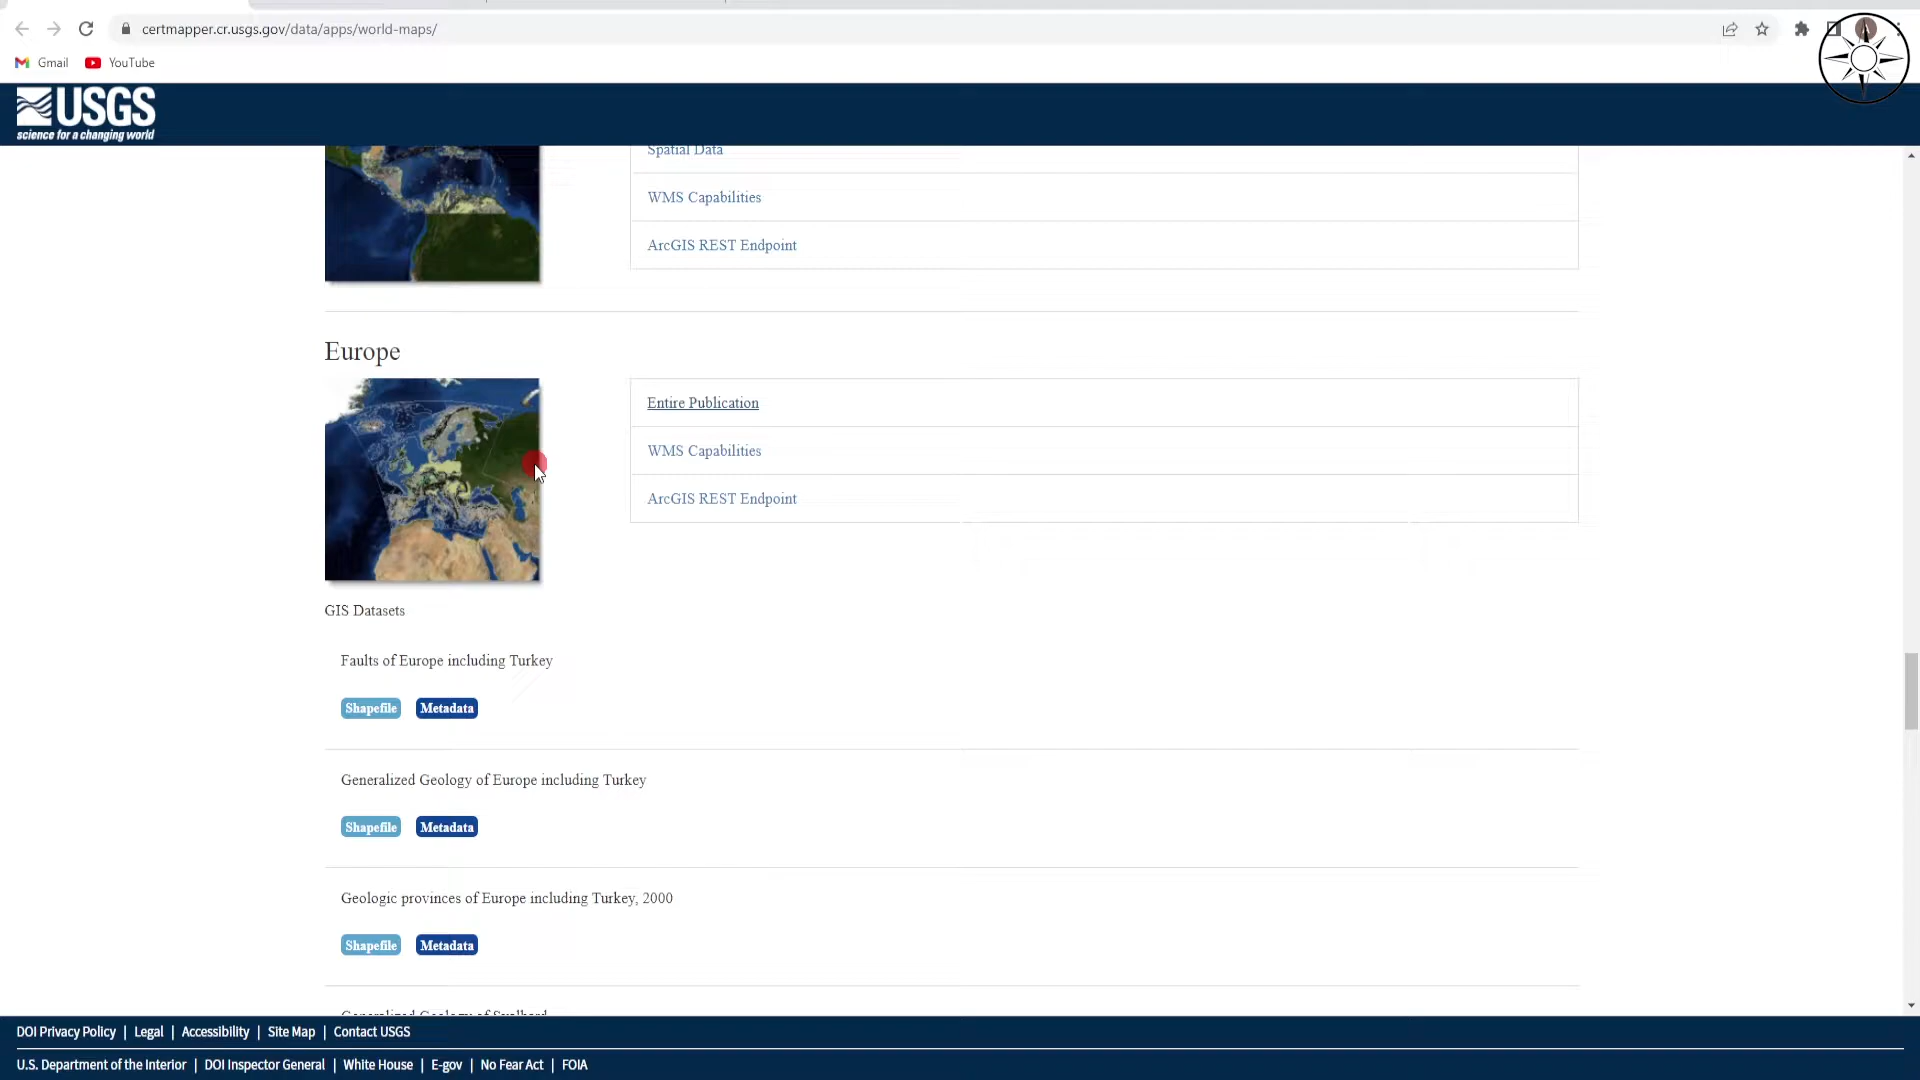 certmapper.cr.usgs.gov/data/apps/world-maps/
Gmail YouTube
USGS
science for a changing world
Spatial Data
WMS Capabilities
ArcGIS REST Endpoint
Europe
Entire Publication
WMS Capabilities
ArcGIS REST Endpoint
GIS Datasets
Faults of Europe including Turkey
Shapefile Metadata
Generalized Geology of Europe including Turkey
Shapefile Metadata
Geologic provinces of Europe including Turkey, 2000
Shapefile Metadata
Generalized Geology of Svalbard
DOI Privacy Policy | Legal | Accessibility | Site Map | Contact USGS
U.S. Department of the Interior | DOI Inspector General | White House | E-gov | No Fear Act | FOIA